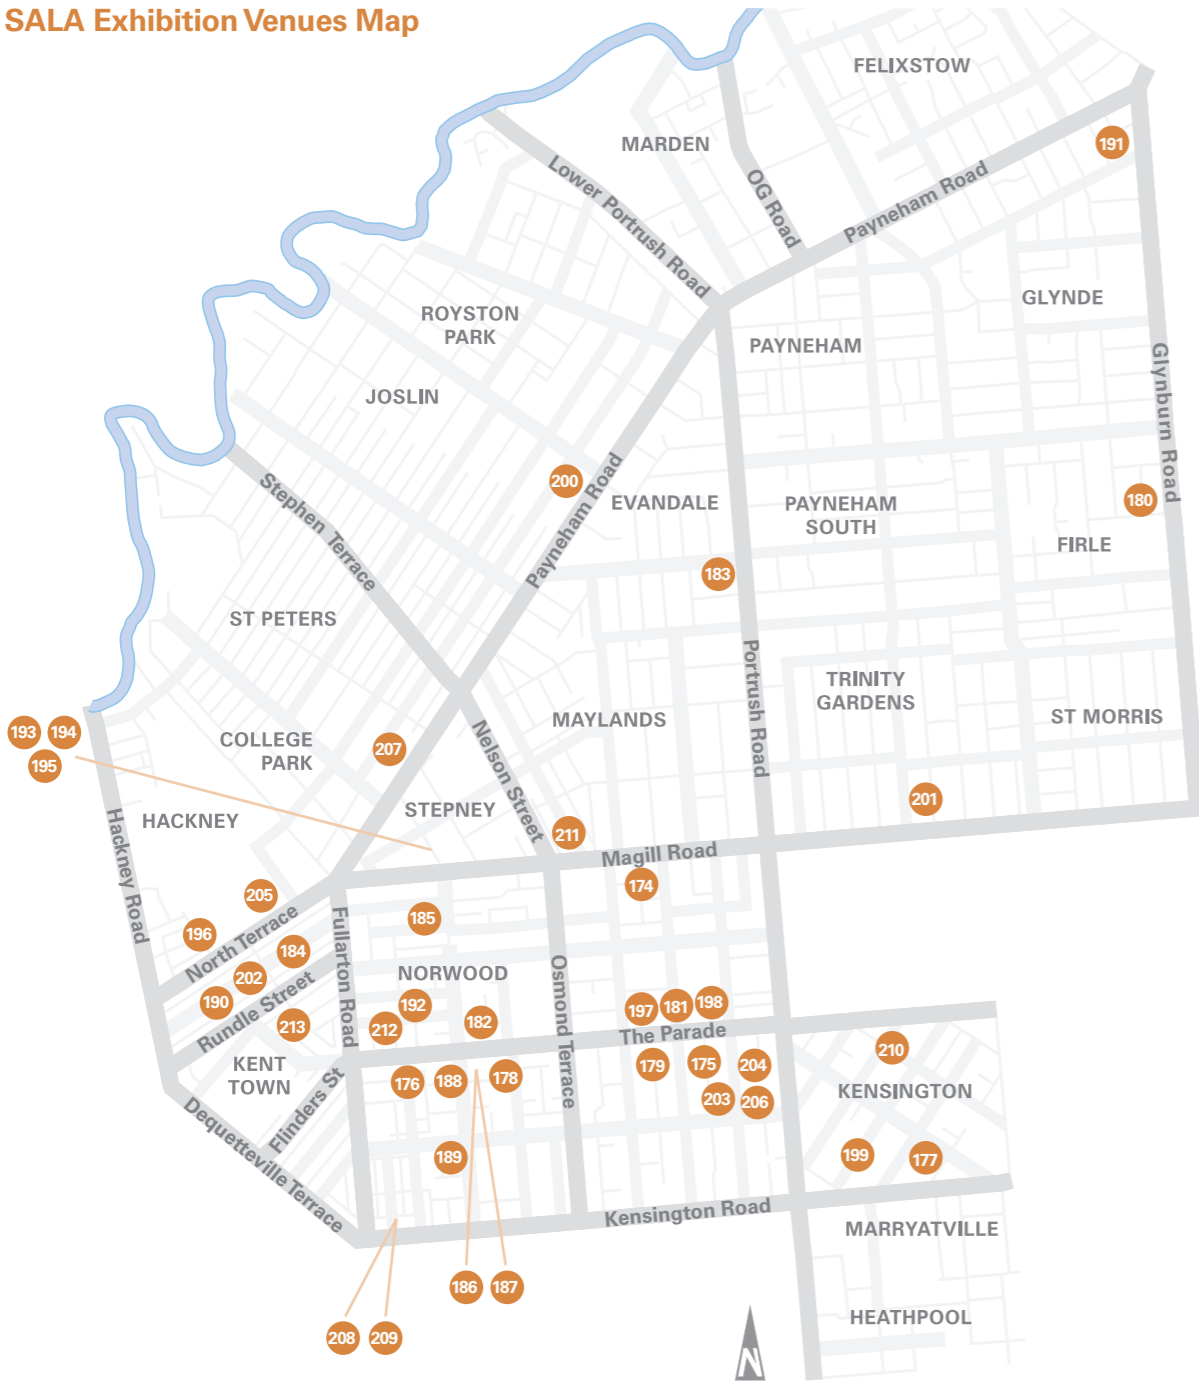 SALA Exhibition Venues Map
FELIXSTOW
MARDEN
191
Lower Portrush Road
OG Road
Payneham Road
GLYNDE
ROYSTON
PARK
PAYNEHAM
JOSLIN
Glynburn Road
200
Stephen Terrace
Payneham Road
EVANDALE
PAYNEHAM
SOUTH
180
FIRLE
183
ST PETERS
Portrush Road
TRINITY
GARDENS
MAYLANDS
ST MORRIS
193
194
195
COLLEGE
PARK
207
Nelson Street
STEPNEY
201
HACKNEY
Hackney Road
211
Magill Road
174
205
185
196
North Terrace
Fullarton Road
184
202
190
Rundle Street
213
NORWOOD
Osmond Terrace
192
212
182
197
181
198
The Parade
KENT
TOWN
Flinders St
176
188
178
179
175
204
203
206
210
KENSINGTON
Dequetteville Terrace
189
199
177
Kensington Road
MARRYATVILLE
186
187
208
209
HEATHPOOL
N